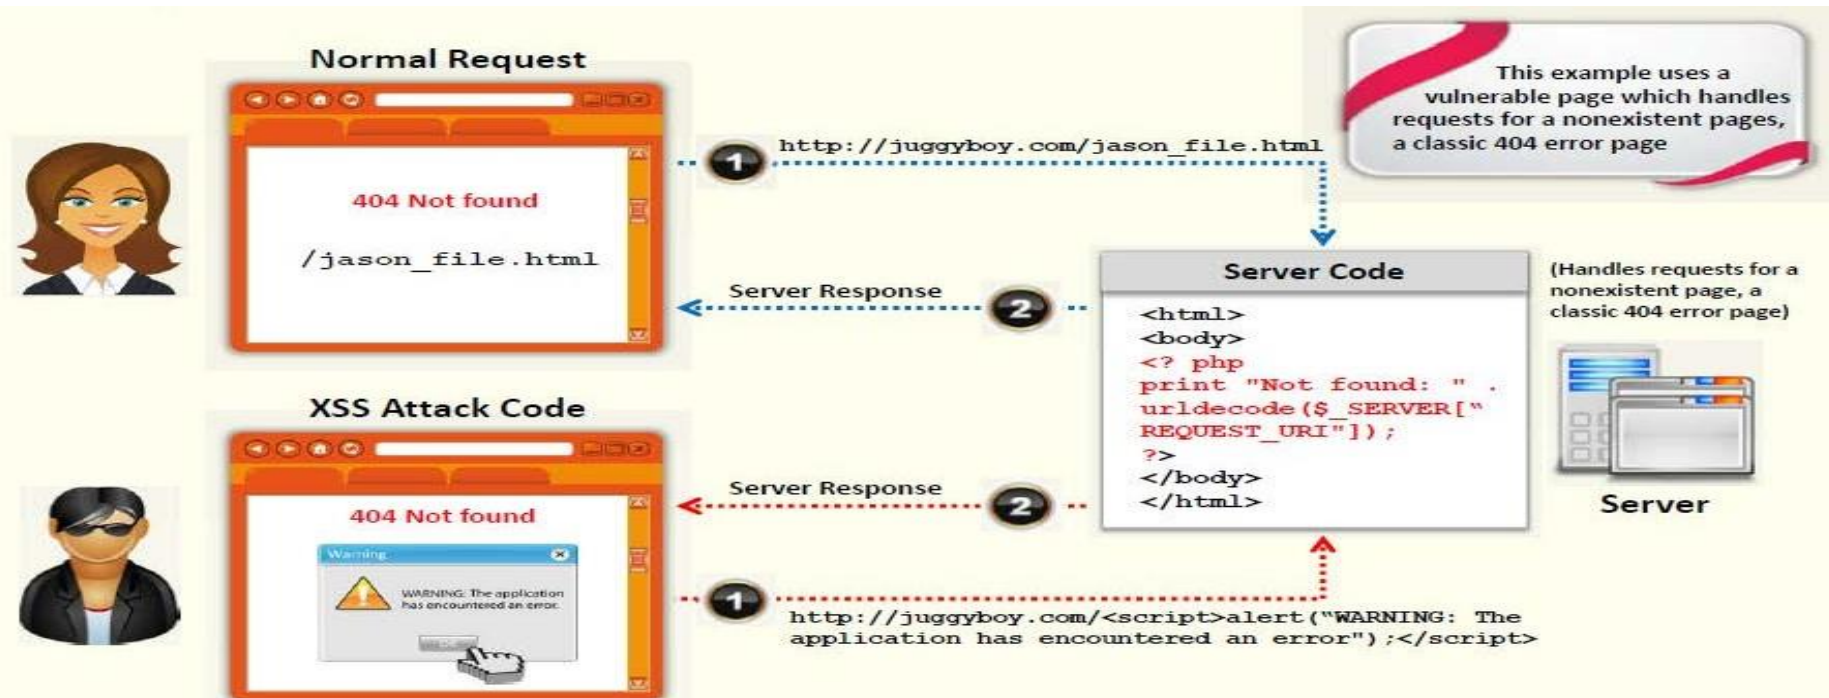 Normal Request
404 Not found
/jason_file.html
1
http://juggyboy.com/jason_file.html
This example uses a
vulnerable page which handles
requests for a nonexistent pages,
a classic 404 error page
Server Response
2
Server Code
<html>
<body>
<? php
print "Not found: " .
urldecode($_SERVER["
REQUEST_URI"]);
?>
</body>
</html>
(Handles requests for a
nonexistent page, a
classic 404 error page)
Server
XSS Attack Code
404 Not found
Warning
WARNING: The application
has encountered an error.
Server Response
2
1
http://juggyboy.com/<script>alert("WARNING: The
application has encountered an error");</script>